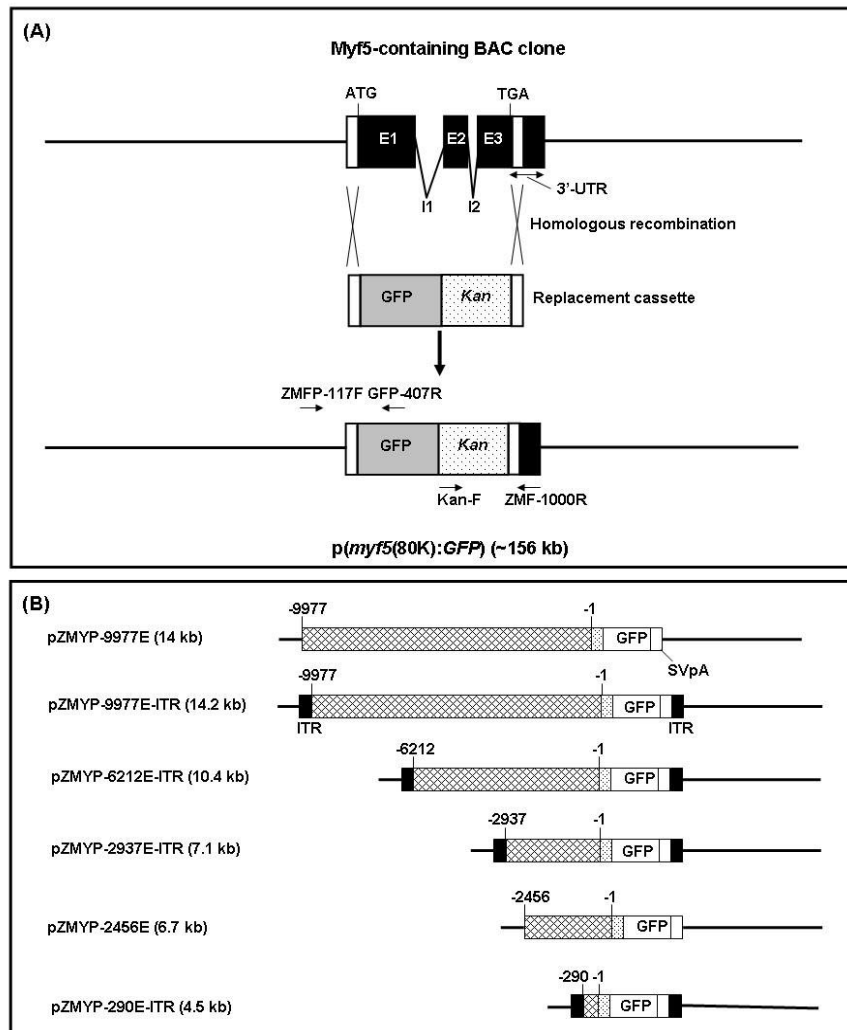 (A)
Myf5-containing BAC clone
ATG
TGA
E1
E2
E3
3'-UTR
I1
I2
Homologous recombination
GFP
Kan
Replacement cassette
ZMFP-117F GFP-407R
GFP
Kan
Kan-F
ZMF-1000R
p(myf5(80K):GFP) (~156 kb)
(B)
-9977
-1
pZMYP-9977E (14 kb)
GFP
SVpA
-9977
-1
pZMYP-9977E-ITR (14.2 kb)
GFP
ITR
ITR
-6212
-1
pZMYP-6212E-ITR (10.4 kb)
GFP
-2937
-1
pZMYP-2937E-ITR (7.1 kb)
GFP
-2456
-1
pZMYP-2456E (6.7 kb)
GFP
-290
-1
pZMYP-290E-ITR (4.5 kb)
GFP